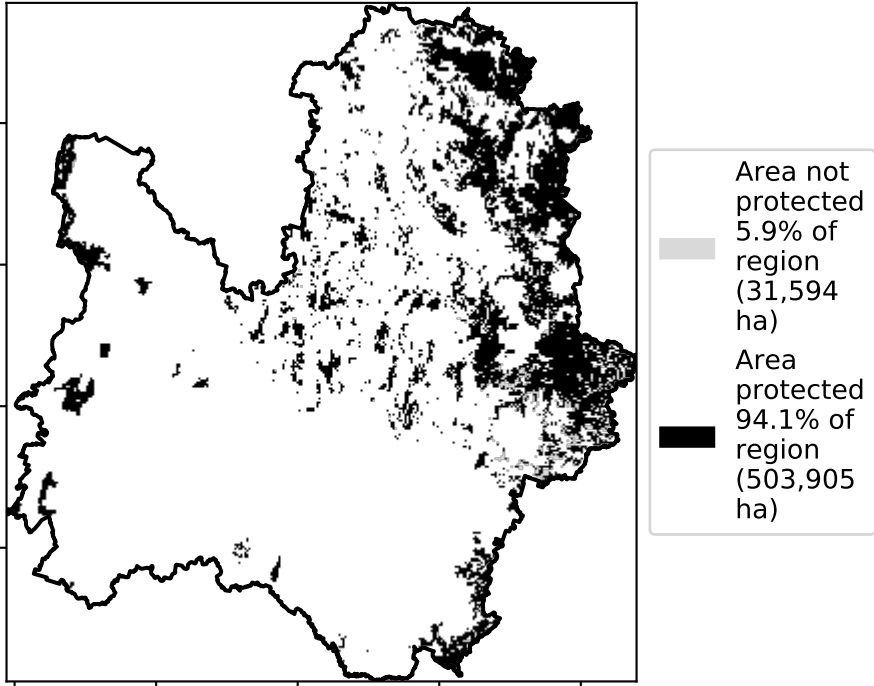 Area not
protected
5.9% of
region
(31,594
ha)
Area
protected
94.1% of
region
(503,905
ha)